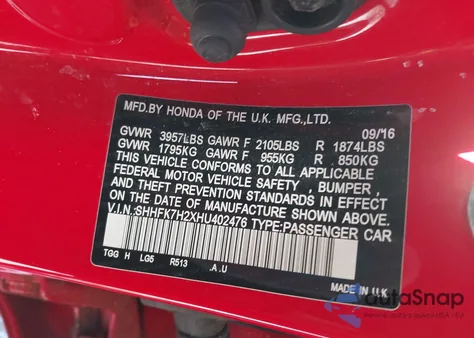 MFD.BY HONDA OF THE U.K. MFG.,LTD.
09/16
GVWR 3957LBS GAWR F 2105LBS R 1874LBS
GVWR 1795KG GAWR F 955KG R 850KG
THIS VEHICLE CONFORMS TO ALL APPLICABLE
FEDERAL MOTOR VEHICLE SAFETY , BUMPER ,
AND THEFT PREVENTION STANDARDS IN EFFECT
ON THE DATE OF MANUFACTURE SHOWN ABOVE.
V.I.N.:SHHFK7H2XHU402476 TYPE:PASSENGER CAR
TGG H LG5 R513 .A.U
MADE IN U.K
autoSnap